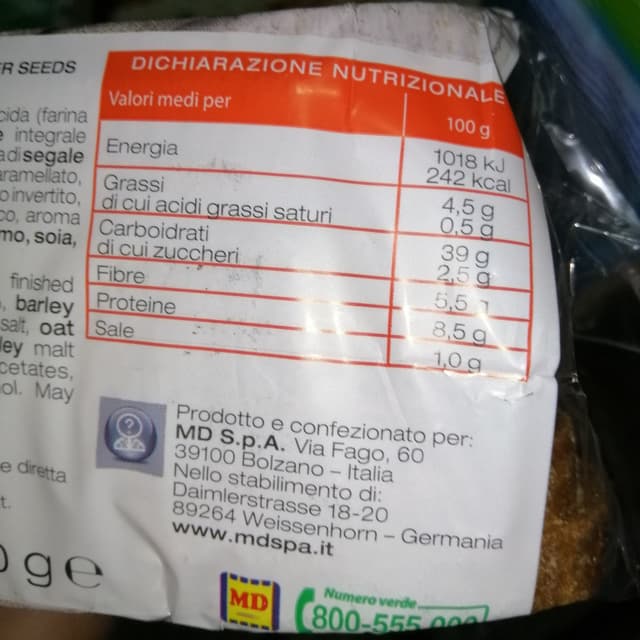 R SEEDS
cida (farina
e integrale
a di segale
aramellato,
o invertito,
co, aroma
mo, soia,
finished
, barley
salt, oat
ley malt
cetates,
ol. May
e diretta
t.
0 g e
DICHIARAZIONE NUTRIZIONALE
Valori medi per 100 g
Energia 1018 kJ
242 kcal
Grassi 4,5 g
di cui acidi grassi saturi 0,5 g
Carboidrati 39 g
di cui zuccheri 2,5 g
Fibre 5,5 g
Proteine 8,5 g
Sale 1,0 g
Prodotto e confezionato per:
MD S.p.A. Via Fago, 60
39100 Bolzano – Italia
Nello stabilimento di:
Daimlerstrasse 18-20
89264 Weissenhorn – Germania
www.mdspa.it
MD
Numero verde
800-555